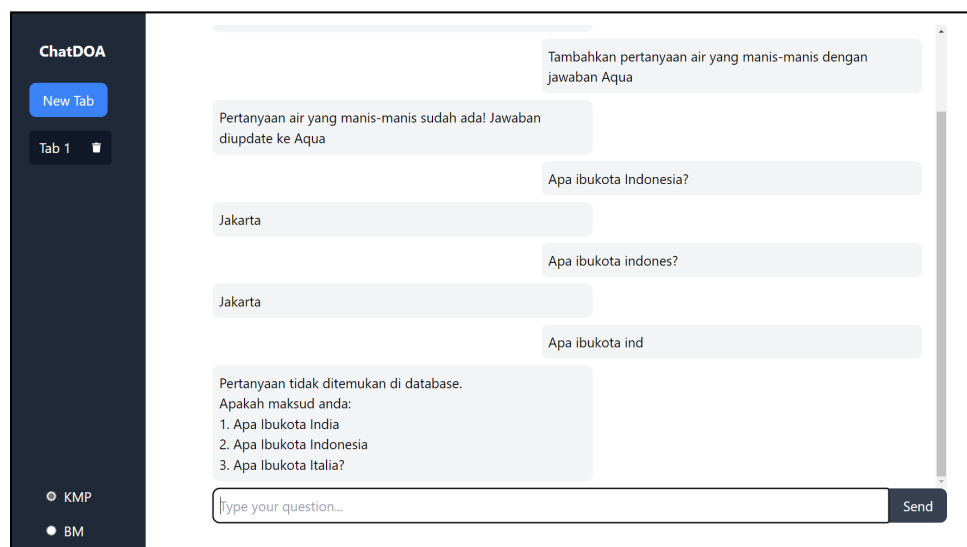 ChatDOA
New Tab
Tab 1
Tambahkan pertanyaan air yang manis-manis dengan
jawaban Aqua
Pertanyaan air yang manis-manis sudah ada! Jawaban
diupdate ke Aqua
Apa ibukota Indonesia?
Jakarta
Apa ibukota indones?
Jakarta
Apa ibukota ind
Pertanyaan tidak ditemukan di database.
Apakah maksud anda:
1. Apa Ibukota India
2. Apa Ibukota Indonesia
3. Apa Ibukota Italia?
KMP
BM
Type your question...
Send